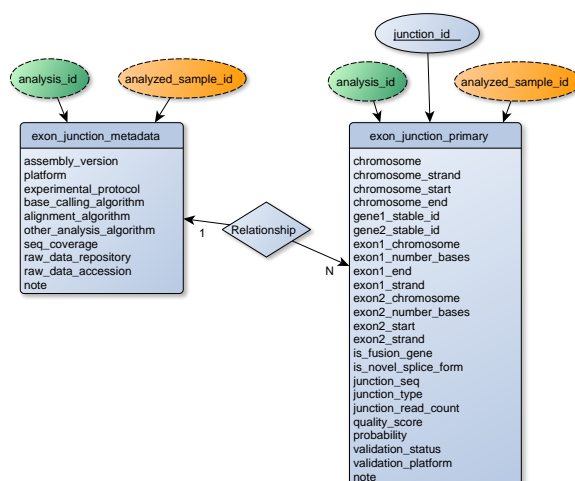 junction_id
analysis_id
analyzed_sample_id
analysis_id
analyzed_sample_id
exon_junction_metadata
assembly_version
platform
experimental_protocol
base_calling_algorithm
alignment_algorithm
other_analysis_algorithm
seq_coverage
raw_data_repository
raw_data_accession
note
1
Relationship
N
exon_junction_primary
chromosome
chromosome_strand
chromosome_start
chromosome_end
gene1_stable_id
gene2_stable_id
exon1_chromosome
exon1_number_bases
exon1_end
exon1_strand
exon2_chromosome
exon2_number_bases
exon2_start
exon2_strand
is_fusion_gene
is_novel_splice_form
junction_seq
junction_type
junction_read_count
quality_score
probability
validation_status
validation_platform
note